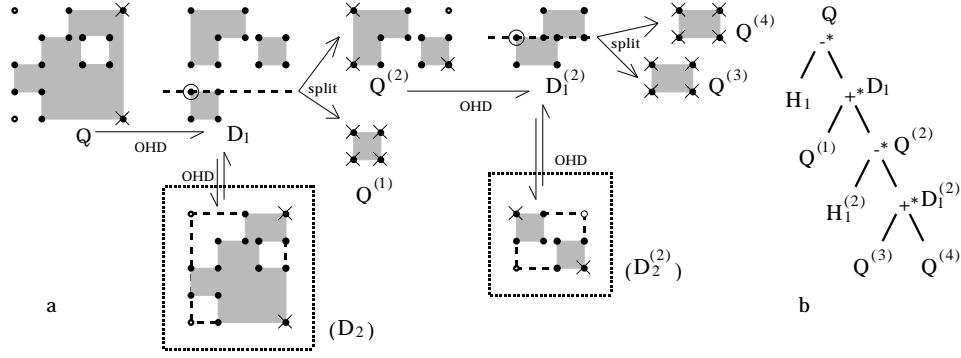 Q
OHD
D₁
OHD
(D₂)
split
Q⁽²⁾
Q⁽¹⁾
OHD
D₁⁽²⁾
OHD
(D₂⁽²⁾)
split
Q⁽⁴⁾
Q⁽³⁾
a
Q
-*
H₁ +* D₁
Q⁽¹⁾ -* Q⁽²⁾
H₁⁽²⁾ +* D₁⁽²⁾
Q⁽³⁾ Q⁽⁴⁾
b